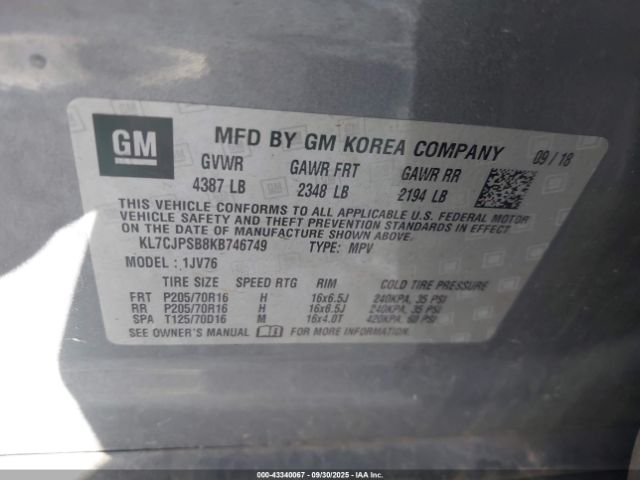 GM
MFD BY GM KOREA COMPANY 09 / 18
GVWR GAWR FRT GAWR RR
4387 LB 2348 LB 2194 LB
THIS VEHICLE CONFORMS TO ALL APPLICABLE U.S. FEDERAL MOTOR
VEHICLE SAFETY AND THEFT PREVENTION STANDARDS IN EFFECT
ON THE DATE OF MANUFACTURE SHOWN ABOVE.
KL7CJPSB8KB746749 TYPE: MPV
MODEL : 1JV76
TIRE SIZE SPEED RTG RIM COLD TIRE PRESSURE
FRT P205/70R16 H 16x6.5J 240KPA, 35 PSI
RR P205/70R16 H 16x6.5J 240KPA, 35 PSI
SPA T125/70D16 M 16x4.0T 420KPA, 60 PSI
SEE OWNER'S MANUAL FOR MORE INFORMATION.
000-43340067 - 09/30/2025 - IAAI.COM